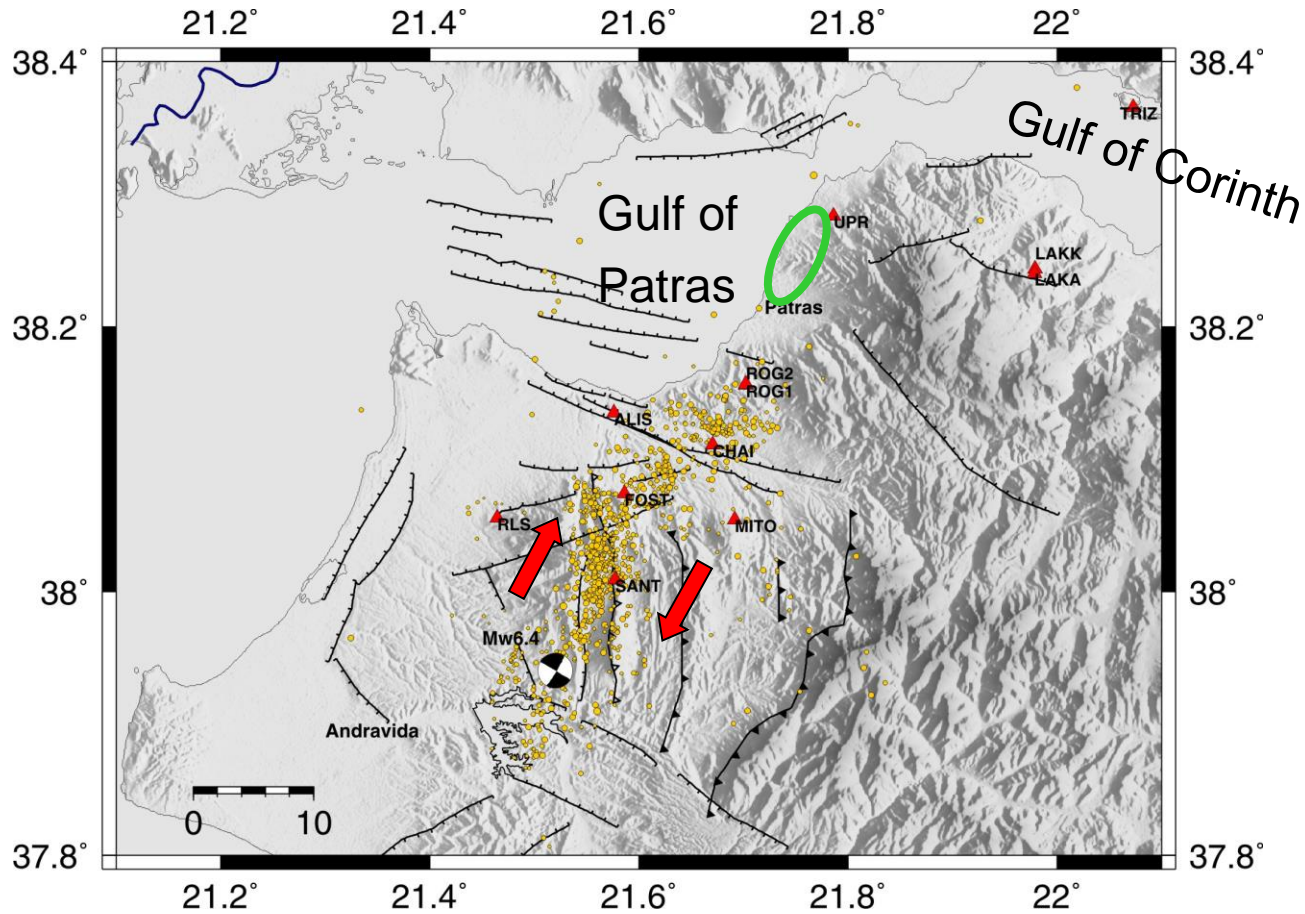 21.2° 21.4° 21.6° 21.8° 22°
38.4° 38.4°
TRIZ
Gulf of Corinth
Gulf of
Patras
UPR
LAKK
LAKA
Patras
38.2° 38.2°
ROG2
ROG1
ALIS
CHAI
FOST
RLS
MITO
38° 38°
SANT
Mw6.4
Andravida
0 10
37.8° 37.8°
21.2° 21.4° 21.6° 21.8° 22°